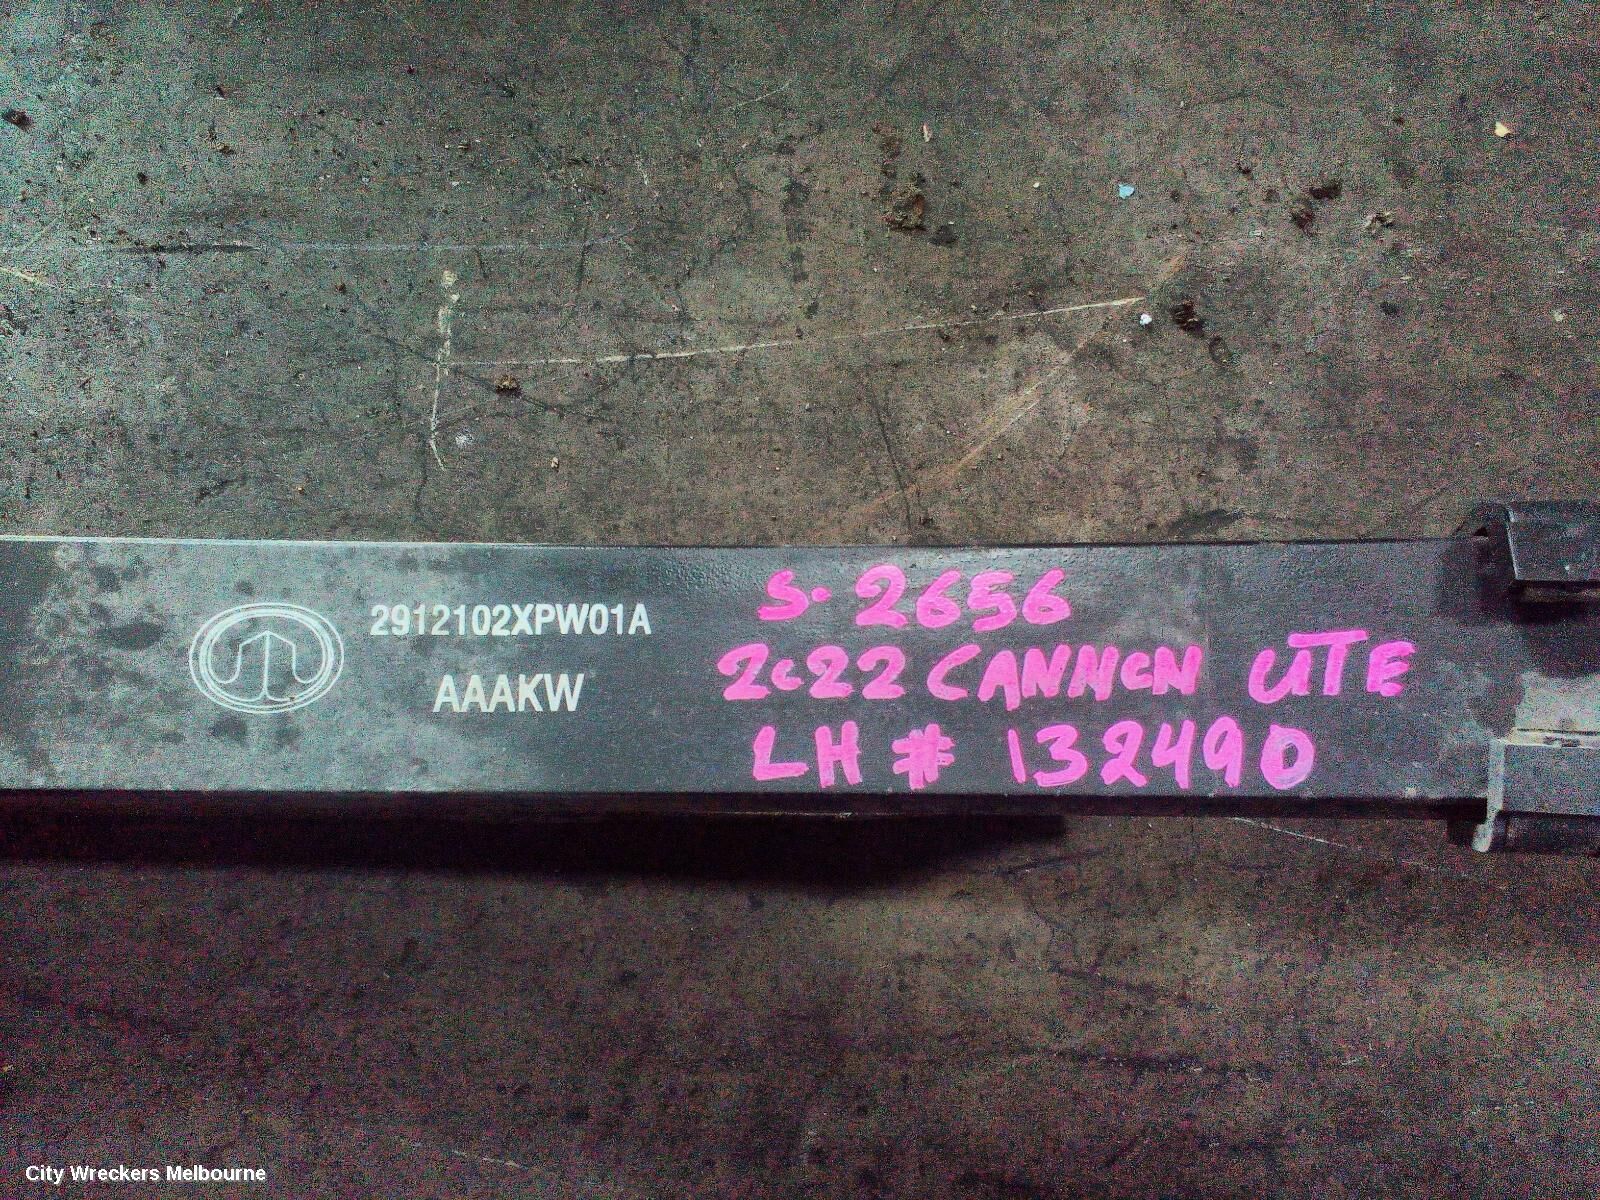 2912102XPW01A
AAAKW
S. 2656
2022 CANNON UTE
LH # 132490
City Wreckers Melbourne